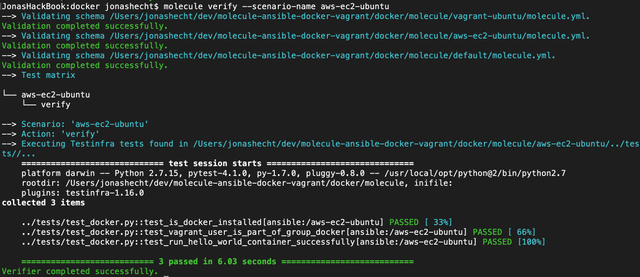 JonasHackBook:docker jonashecht$ molecule verify --scenario-name aws-ec2-ubuntu
--> Validating schema /Users/jonashecht/dev/molecule-ansible-docker-vagrant/docker/molecule/vagrant-ubuntu/molecule.yml.
Validation completed successfully.
--> Validating schema /Users/jonashecht/dev/molecule-ansible-docker-vagrant/docker/molecule/aws-ec2-ubuntu/molecule.yml.
Validation completed successfully.
--> Validating schema /Users/jonashecht/dev/molecule-ansible-docker-vagrant/docker/molecule/default/molecule.yml.
Validation completed successfully.
--> Test matrix
└── aws-ec2-ubuntu
└── verify
--> Scenario: 'aws-ec2-ubuntu'
--> Action: 'verify'
--> Executing Testinfra tests found in /Users/jonashecht/dev/molecule-ansible-docker-vagrant/docker/molecule/aws-ec2-ubuntu/../tes
ts//...
============================= test session starts ==============================
platform darwin -- Python 2.7.15, pytest-4.1.0, py-1.7.0, pluggy-0.8.0 -- /usr/local/opt/python@2/bin/python2.7
rootdir: /Users/jonashecht/dev/molecule-ansible-docker-vagrant/docker/molecule, inifile:
plugins: testinfra-1.16.0
collected 3 items
../tests/test_docker.py::test_is_docker_installed[ansible:/aws-ec2-ubuntu] PASSED [ 33%]
../tests/test_docker.py::test_vagrant_user_is_part_of_group_docker[ansible:/aws-ec2-ubuntu] PASSED [ 66%]
../tests/test_docker.py::test_run_hello_world_container_successfully[ansible:/aws-ec2-ubuntu] PASSED [100%]
=========================== 3 passed in 6.03 seconds ===========================
Verifier completed successfully.